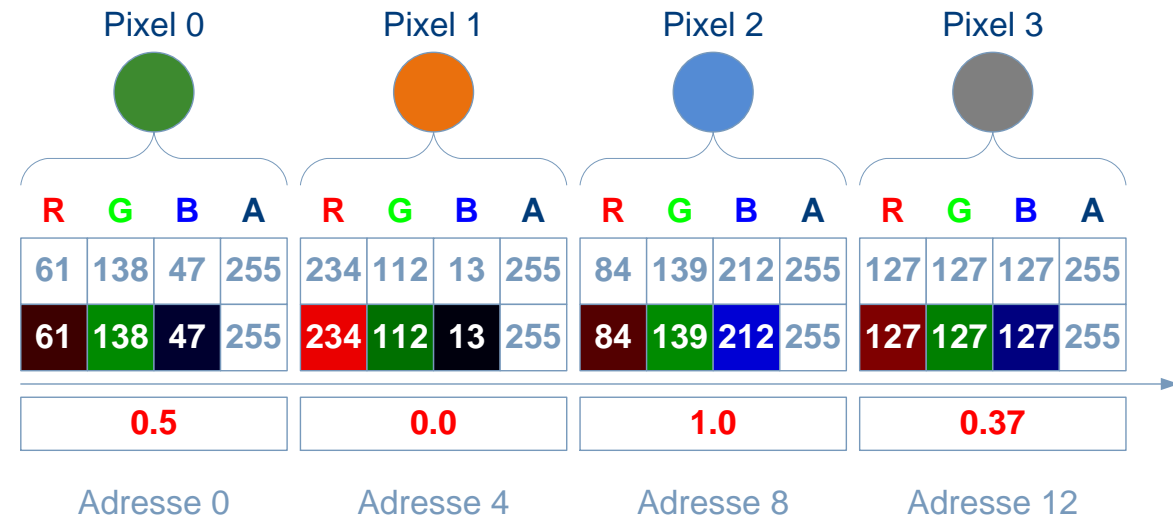 Pixel 0 Pixel 1 Pixel 2 Pixel 3
R G B A R G B A R G B A R G B A
61 138 47 255 234 112 13 255 84 139 212 255 127 127 127 255
61 138 47 255 234 112 13 255 84 139 212 255 127 127 127 255
0.5 0.0 1.0 0.37
Adresse 0 Adresse 4 Adresse 8 Adresse 12